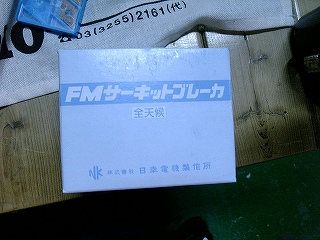 ☎03(3255)2161(代)
FMサーキットブレーカ
全天候
NK 株式会社 日幸電機製作所